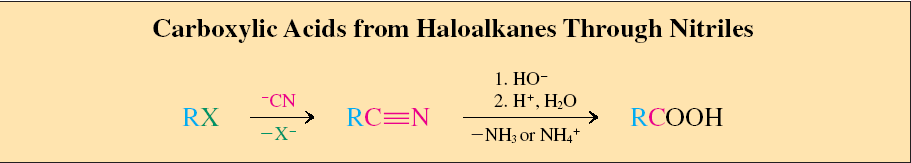 Carboxylic Acids from Haloalkanes Through Nitriles
1. HO⁻
⁻CN 2. H⁺, H₂O
RX RC≡N RCOOH
−X⁻ −NH₃ or NH₄⁺